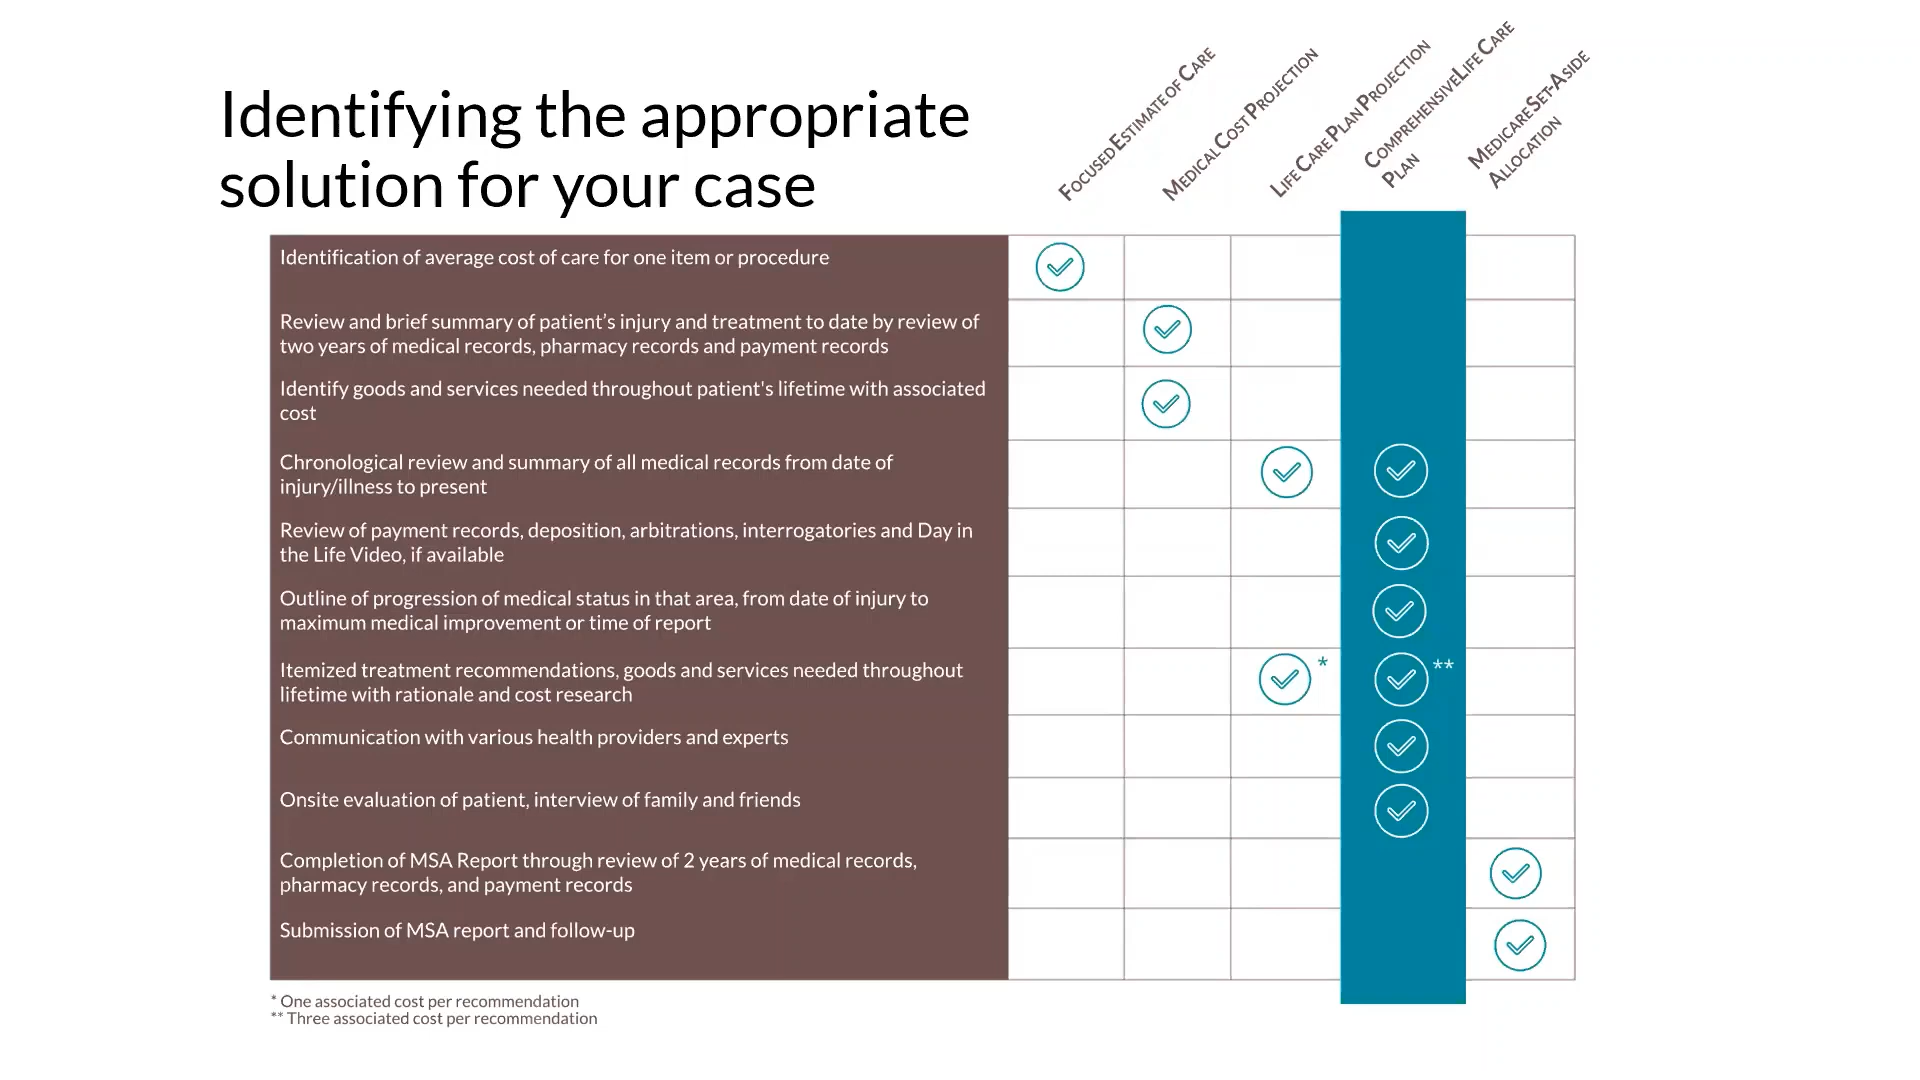 Identifying the appropriate
solution for your case
FOCUSED ESTIMATE OF CARE
MEDICAL COST PROJECTION
LIFE CARE PLAN PROJECTION
COMPREHENSIVE LIFE CARE
PLAN
MEDICARE SET-ASIDE
ALLOCATION
Identification of average cost of care for one item or procedure
Review and brief summary of patient’s injury and treatment to date by review of
two years of medical records, pharmacy records and payment records
Identify goods and services needed throughout patient's lifetime with associated
cost
Chronological review and summary of all medical records from date of
injury/illness to present
Review of payment records, deposition, arbitrations, interrogatories and Day in
the Life Video, if available
Outline of progression of medical status in that area, from date of injury to
maximum medical improvement or time of report
Itemized treatment recommendations, goods and services needed throughout
lifetime with rationale and cost research
* **
Communication with various health providers and experts
Onsite evaluation of patient, interview of family and friends
Completion of MSA Report through review of 2 years of medical records,
pharmacy records, and payment records
Submission of MSA report and follow-up
* One associated cost per recommendation
** Three associated cost per recommendation